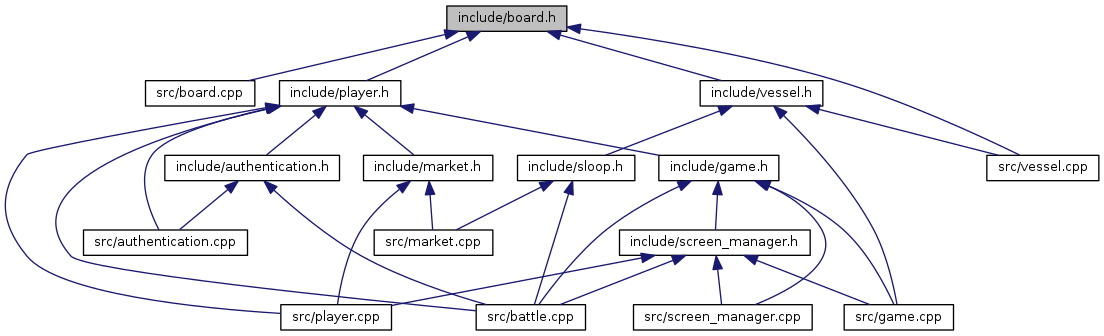 include/board.h
src/board.cpp
include/player.h
include/vessel.h
include/authentication.h
include/market.h
include/sloop.h
include/game.h
src/vessel.cpp
src/authentication.cpp
src/market.cpp
include/screen_manager.h
src/player.cpp
src/battle.cpp
src/screen_manager.cpp
src/game.cpp